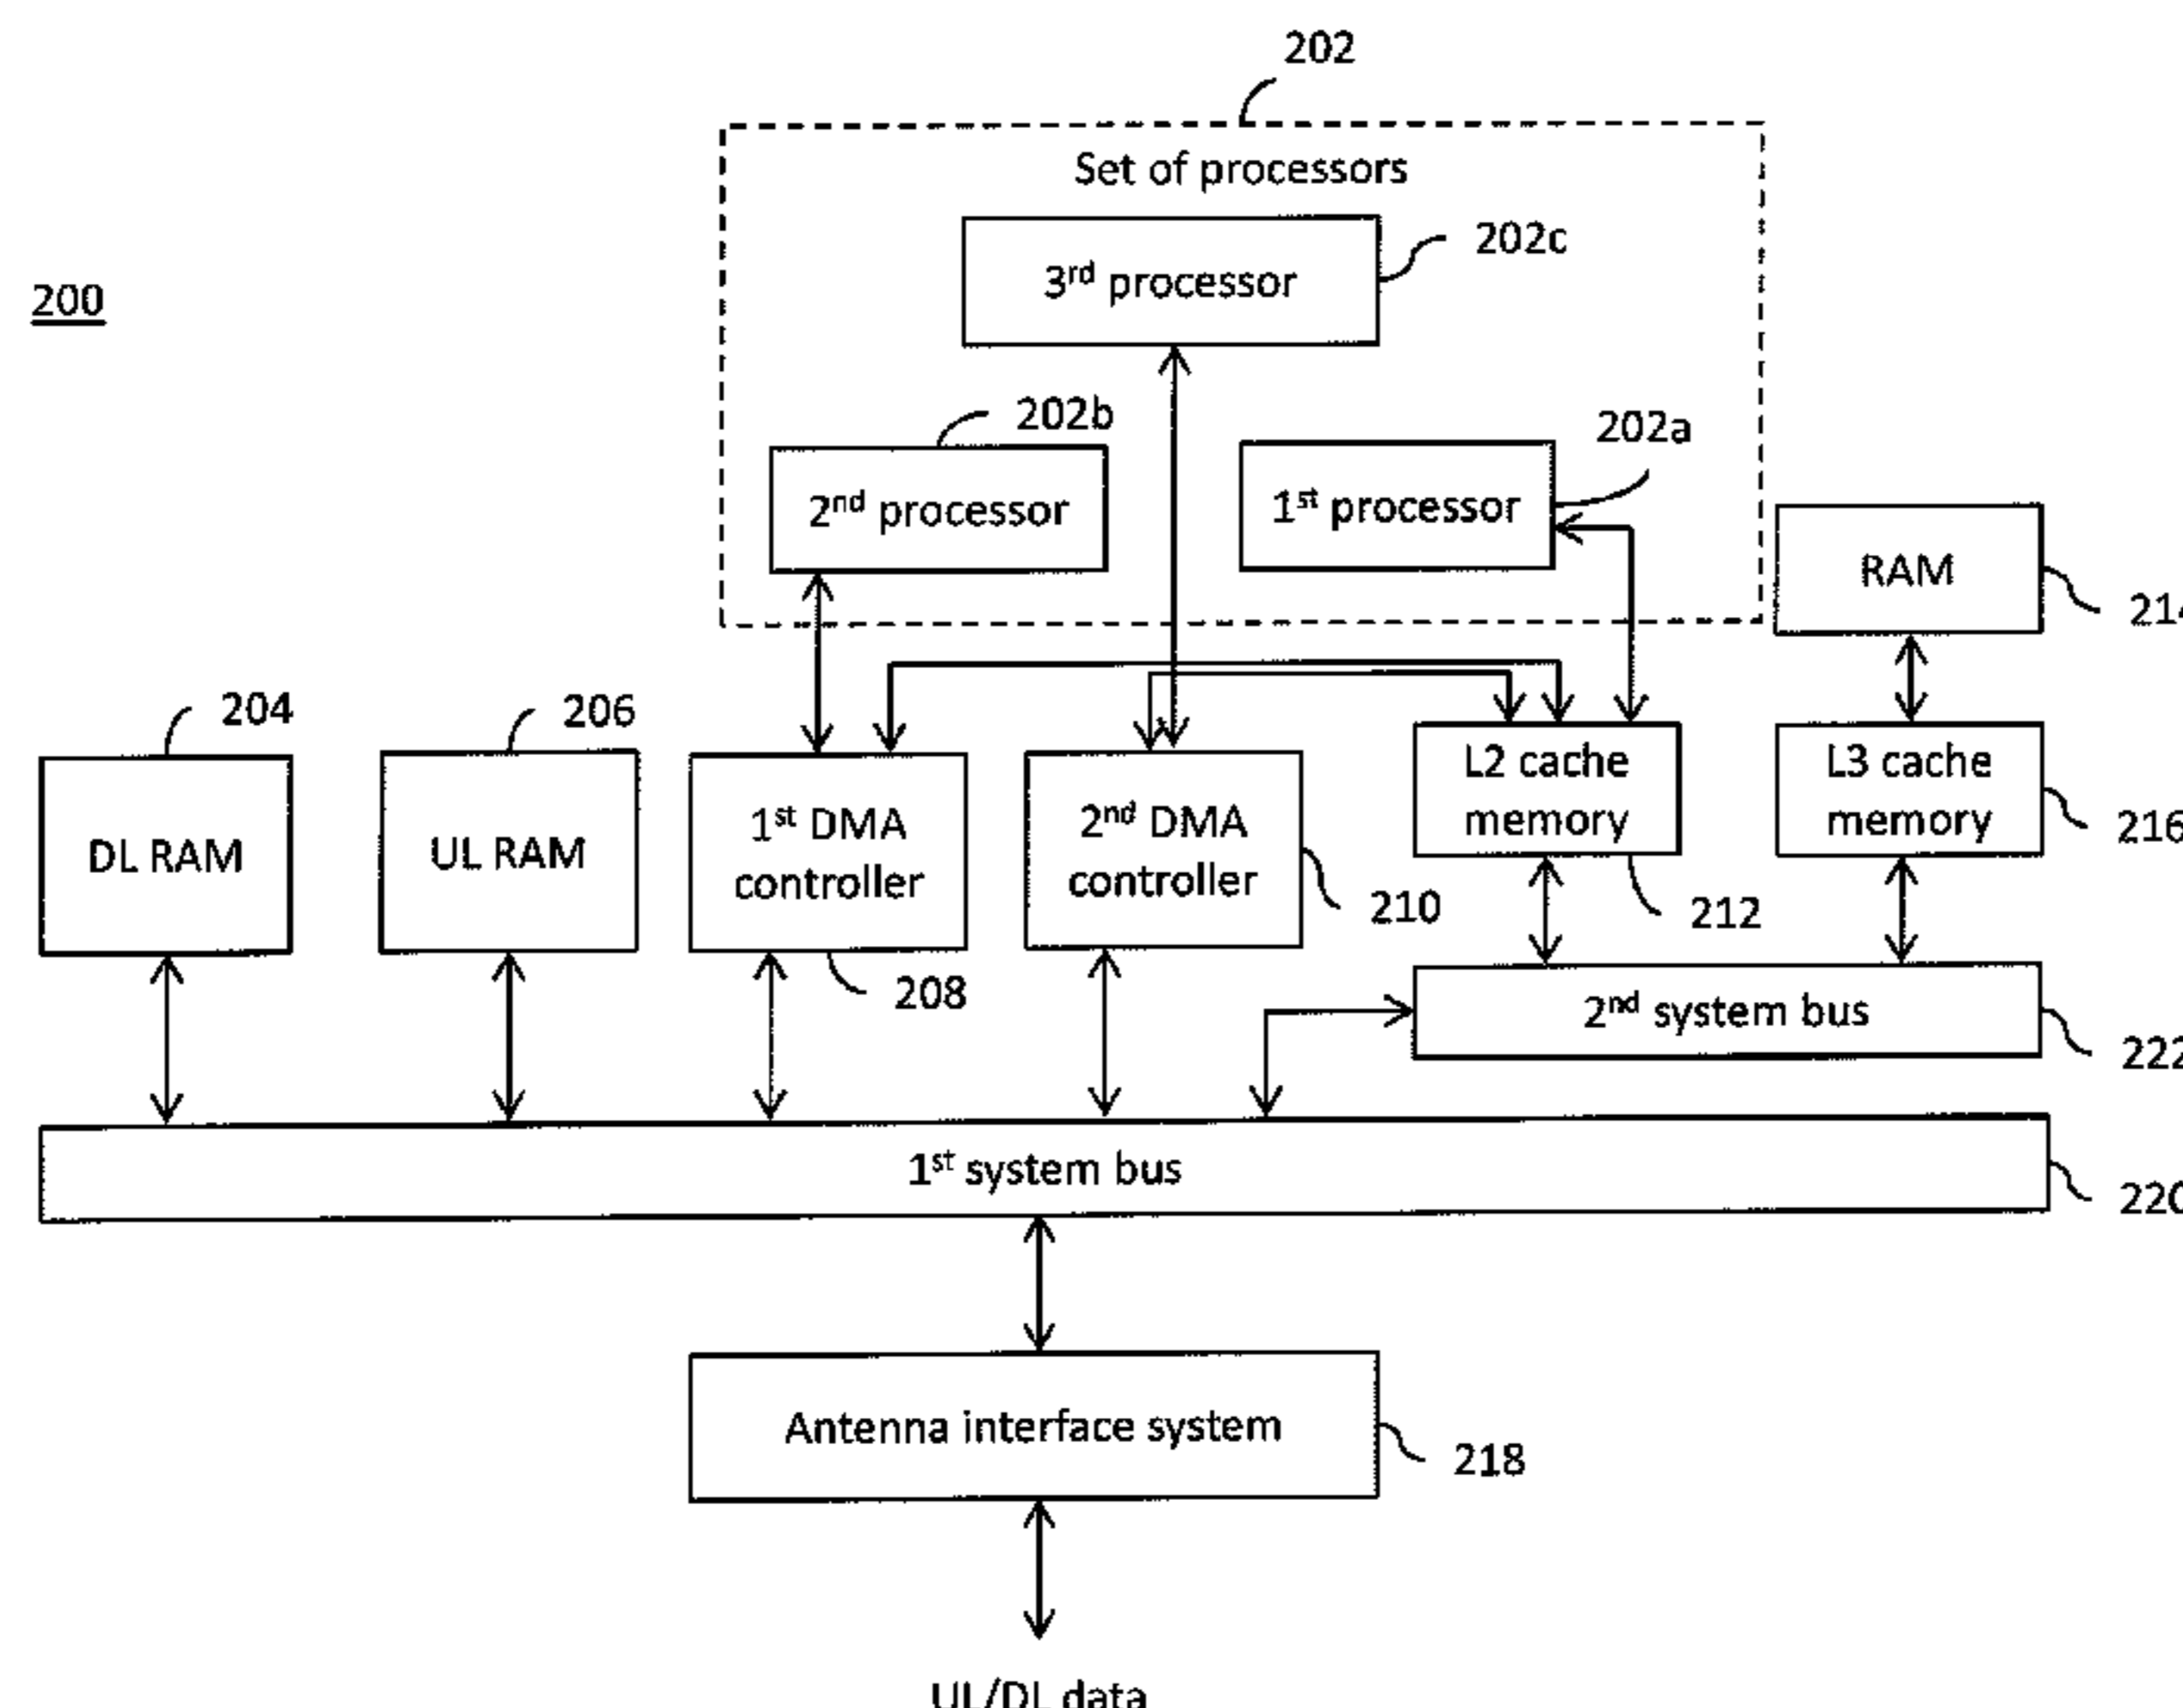 202
Set of processors
202c
3rd processor
200
202b
202a
2nd processor
1st processor
RAM
214
204
206
L2 cache
memory
L3 cache
memory
1st DMA
controller
2nd DMA
controller
DL RAM
UL RAM
216
210
212
208
2nd system bus
222
1st system bus
220
Antenna interface system
218
UL/DL data